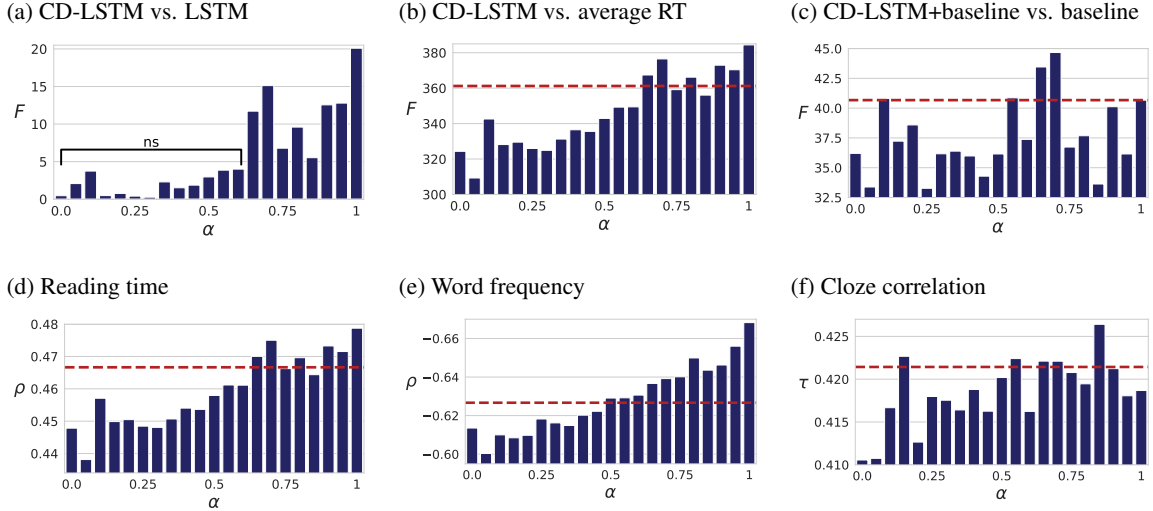 (a) CD-LSTM vs. LSTM
20
15
10
5
0
F
ns
0.0 0.25 0.5 0.75 1
α
(b) CD-LSTM vs. average RT
380
360
340
320
300
F
0.0 0.25 0.5 0.75 1
α
(c) CD-LSTM+baseline vs. baseline
45.0
42.5
40.0
37.5
35.0
32.5
F
0.0 0.25 0.5 0.75 1
α
(d) Reading time
0.48
0.47
0.46
0.45
0.44
ρ
0.0 0.25 0.5 0.75 1
α
(e) Word frequency
−0.66
−0.64
−0.62
−0.60
ρ
0.0 0.25 0.5 0.75 1
α
(f) Cloze correlation
0.425
0.420
0.415
0.410
τ
0.0 0.25 0.5 0.75 1
α